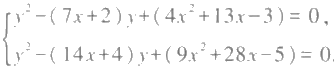 y²-(7x+2)y+(4x²+13x-3)=0,
y²-(14x+4)y+(9x²+28x-5)=0.